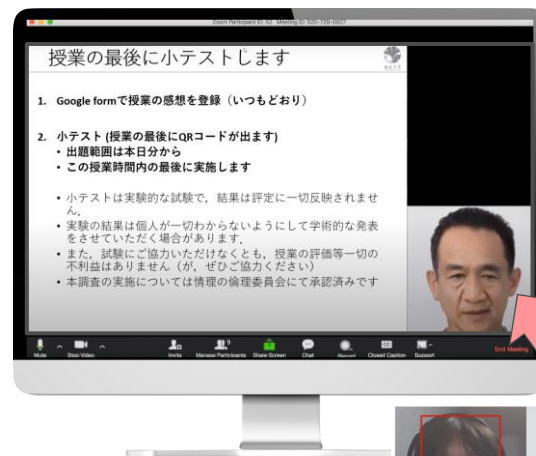 Zoom Participant ID: 52  Meeting ID: 520-729-0827
授業の最後に小テストします
1. Google formで授業の感想を登録（いつもどおり）
2. 小テスト (授業の最後にQRコードが出ます)
• 出題範囲は本日分から
• この授業時間内の最後に実施します
• 小テストは実験的な試験で，結果は評定に一切反映されませ
ん．
• 実験の結果は個人が一切わからないようにして学術的な発表
をさせていただく場合があります．
• また，試験にご協力いただけなくとも，授業の評価等一切の
不利益はありません（が，ぜひご協力ください）
• 本調査の実施については情理の倫理委員会にて承認済みです
Mute
Stop Video
Invite
Manage Participants
Share Screen
Chat
Record
Closed Caption
Support
End Meeting